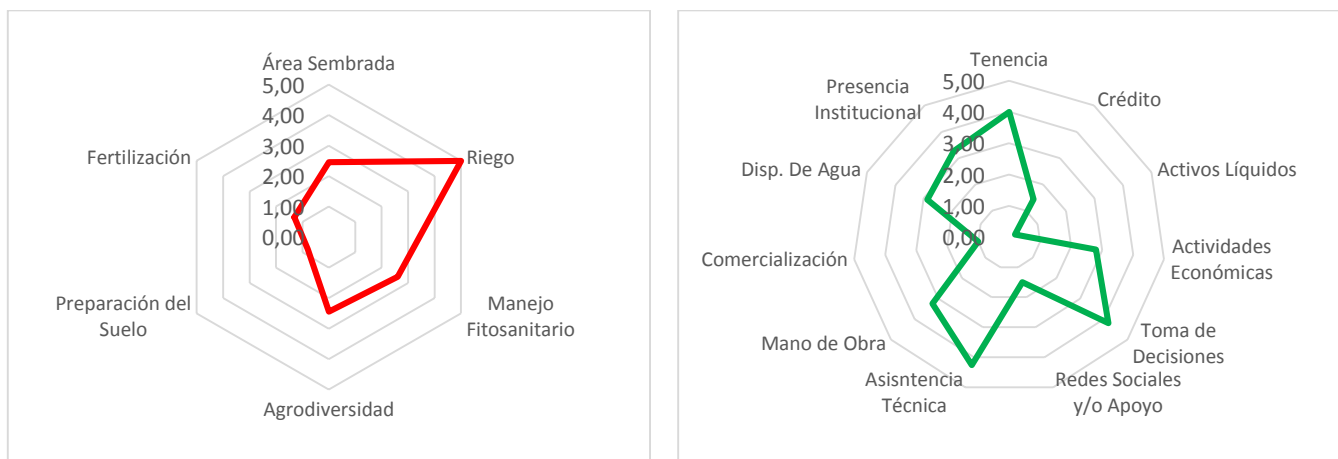 Área Sembrada
5,00
4,00
3,00
2,00
1,00
0,00
Riego
Manejo
Fitosanitario
Agrodiversidad
Preparación del
Suelo
Fertilización
Tenencia
5,00
4,00
3,00
2,00
1,00
0,00
Crédito
Activos Líquidos
Actividades
Económicas
Toma de
Decisiones
Redes Sociales
y/o Apoyo
Asisntencia
Técnica
Mano de Obra
Comercialización
Disp. De Agua
Presencia
Institucional